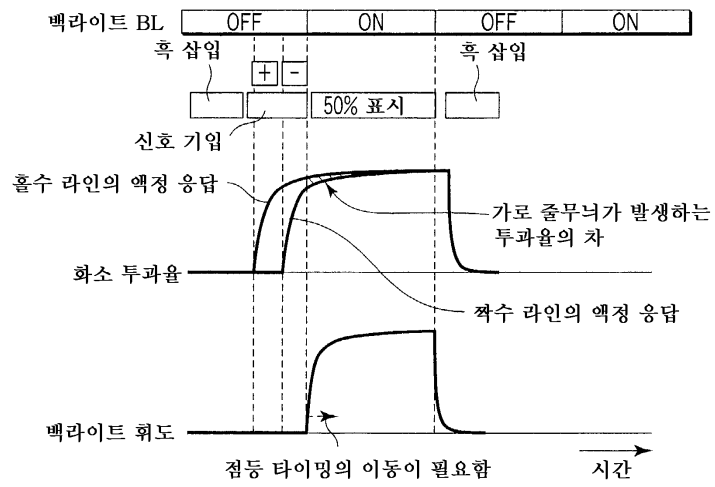 백라이트 BL
OFF
ON
OFF
ON
흑 삽입
흑 삽입
+
-
50% 표시
신호 기입
홀수 라인의 액정 응답
가로 줄무늬가 발생하는
투과율의 차
화소 투과율
짝수 라인의 액정 응답
백라이트 휘도
점등 타이밍의 이동이 필요함
시간